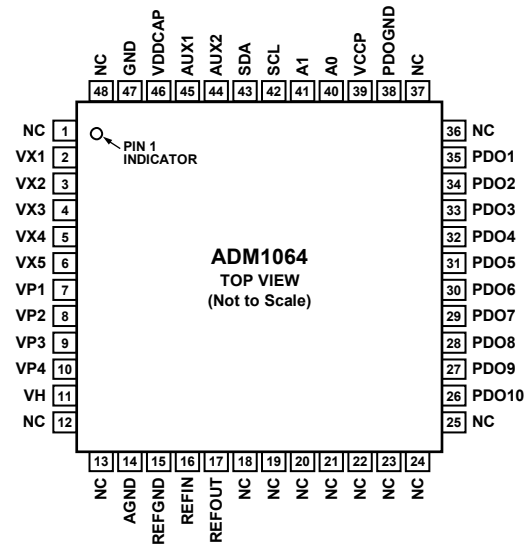 NC
GND
VDDCAP
AUX1
AUX2
SDA
SCL
A1
A0
VCCP
PDOGND
NC
48 47 46 45 44 43 42 41 40 39 38 37
NC 1
VX1 2
VX2 3
VX3 4
VX4 5
VX5 6
VP1 7
VP2 8
VP3 9
VP4 10
VH 11
NC 12
PIN 1
INDICATOR
ADM1064
TOP VIEW
(Not to Scale)
36 NC
35 PDO1
34 PDO2
33 PDO3
32 PDO4
31 PDO5
30 PDO6
29 PDO7
28 PDO8
27 PDO9
26 PDO10
25 NC
13 14 15 16 17 18 19 20 21 22 23 24
NC
AGND
REFGND
REFIN
REFOUT
NC
NC
NC
NC
NC
NC
NC